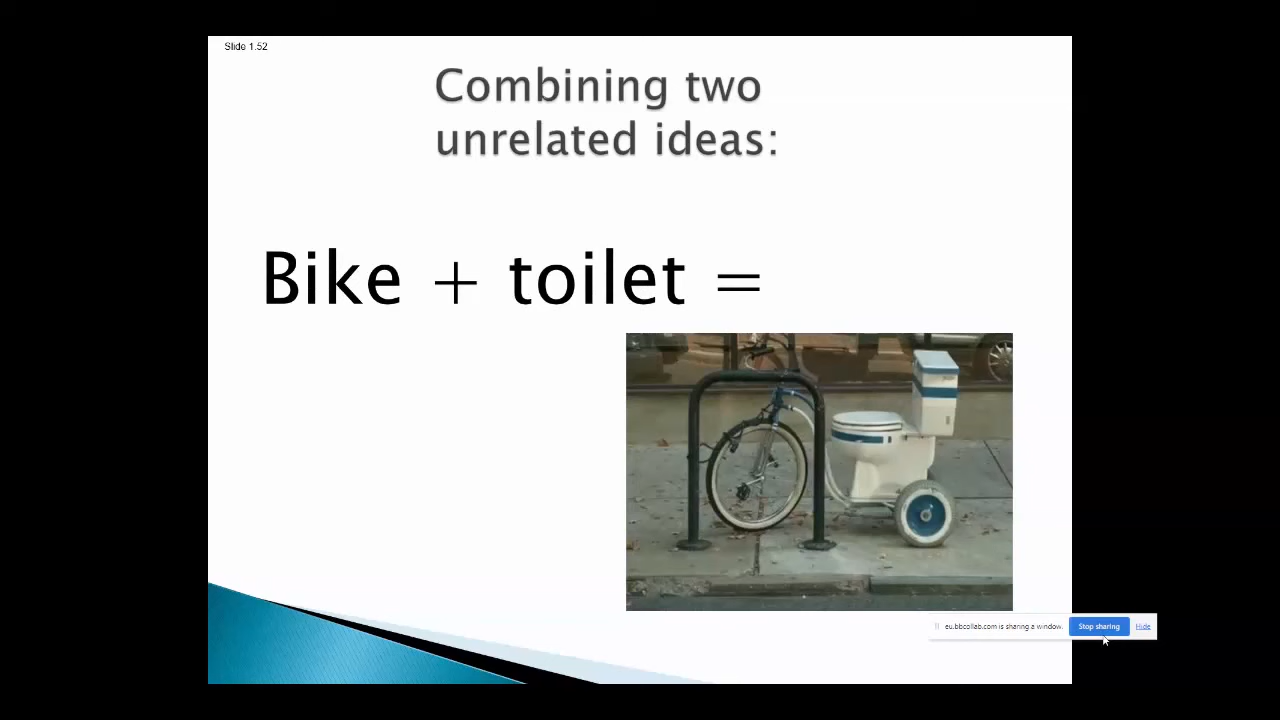 Slide 1.52
Combining two
unrelated ideas:
Bike + toilet =
eu.bbcollab.com is sharing a window.
Stop sharing
Hide